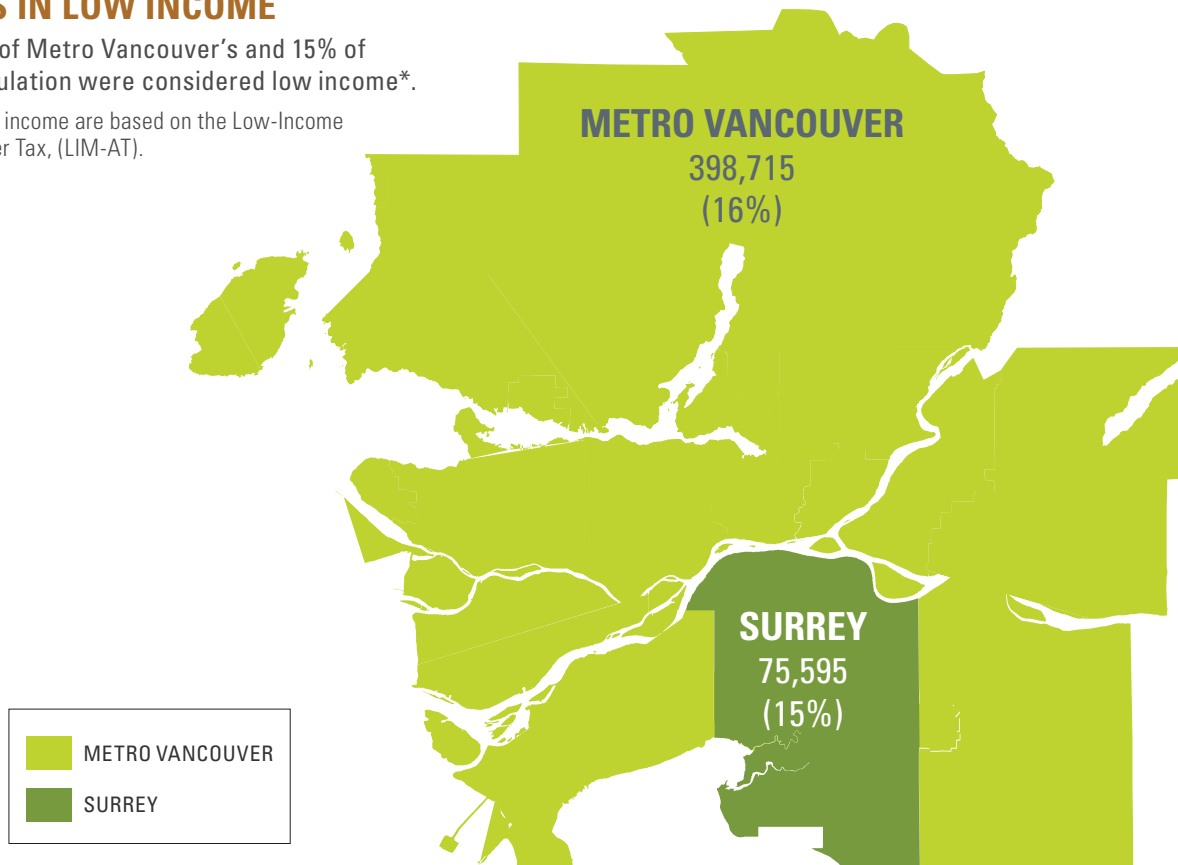 S IN LOW INCOME
of Metro Vancouver's and 15% of
ulation were considered low income*.
income are based on the Low-Income
er Tax, (LIM-AT).
METRO VANCOUVER
398,715
(16%)
SURREY
75,595
(15%)
METRO VANCOUVER
SURREY